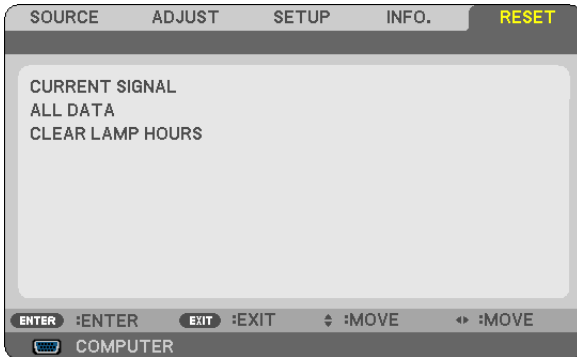 SOURCE ADJUST SETUP INFO. RESET
CURRENT SIGNAL
ALL DATA
CLEAR LAMP HOURS
ENTER :ENTER EXIT :EXIT :MOVE :MOVE
COMPUTER